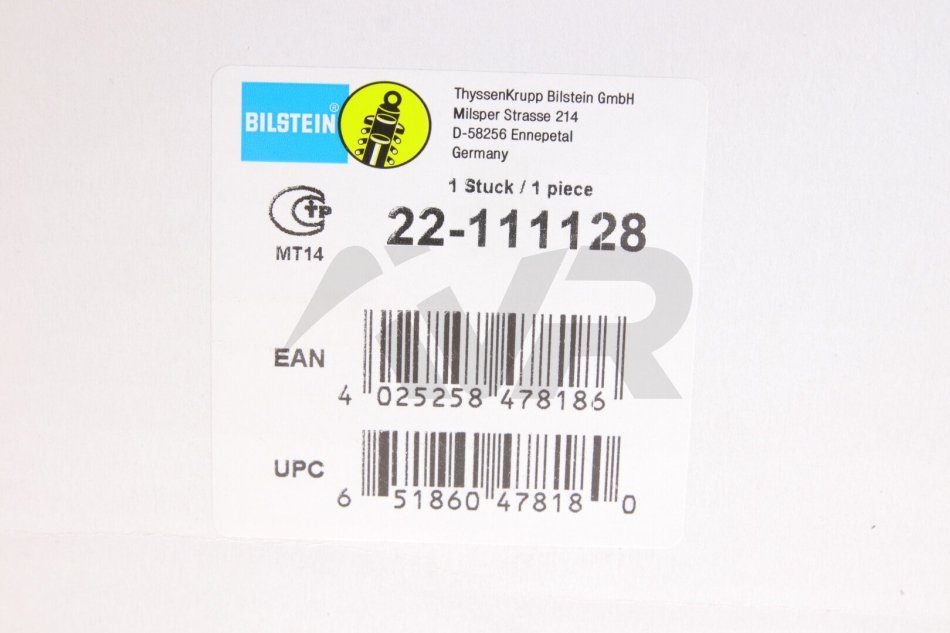 BILSTEIN®
ThyssenKrupp Bilstein GmbH
Milsper Strasse 214
D-58256 Ennepetal
Germany
1 Stuck / 1 piece
22-111128
MT14
EAN
4 025258 478186
UPC
6 51860 47818 0